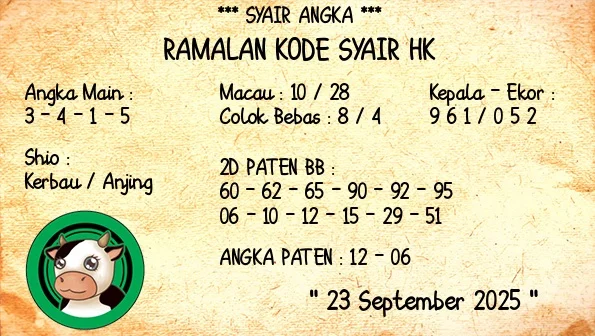 *** SYAIR ANGKA ***
RAMALAN KODE SYAIR HK
Angka Main :
3 - 4 - 1 - 5
Macau : 10 / 28
Colok Bebas : 8 / 4
Kepala - Ekor :
9 6 1 / 0 5 2
Shio :
Kerbau / Anjing
2D PATEN BB :
60 - 62 - 65 - 90 - 92 - 95
06 - 10 - 12 - 15 - 29 - 51
ANGKA PATEN : 12 - 06
" 23 September 2025 "